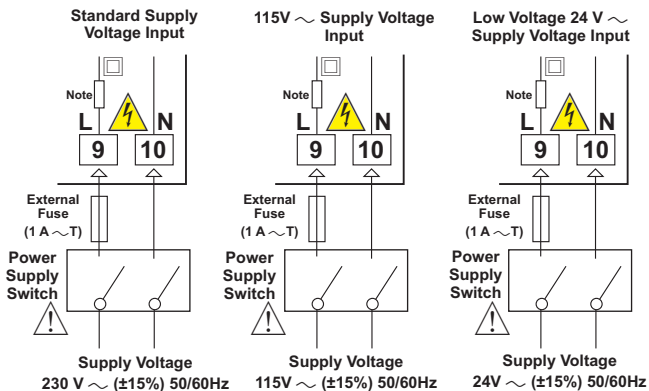 Standard Supply
Voltage Input
Note
L
N
9
10
External
Fuse
(1 A ～T)
Power
Supply
Switch
Supply Voltage
230 V ～ (±15%) 50/60Hz
115V ～ Supply Voltage
Input
Note
L
N
9
10
External
Fuse
(1 A ～T)
Power
Supply
Switch
Supply Voltage
115V ～ (±15%) 50/60Hz
Low Voltage 24 V ～
Supply Voltage Input
Note
L
N
9
10
External
Fuse
(1 A ～T)
Power
Supply
Switch
Supply Voltage
24V ～ (±15%) 50/60Hz